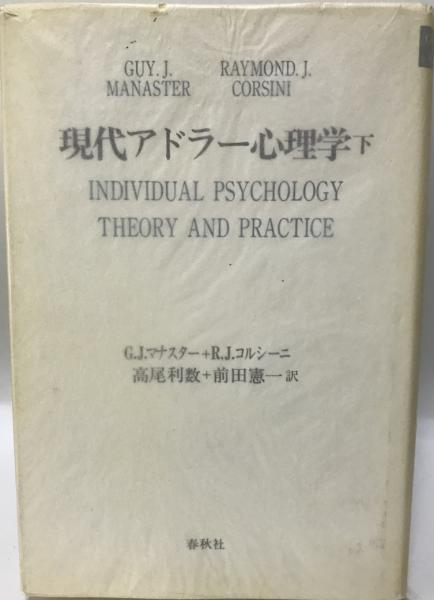 GUY. J. RAYMOND. J.
MANASTER CORSINI
現代アドラー心理学下
INDIVIDUAL PSYCHOLOGY
THEORY AND PRACTICE
G.J.マナスター+R.J.コルシーニ
高尾利数+前田憲一 訳
春秋社